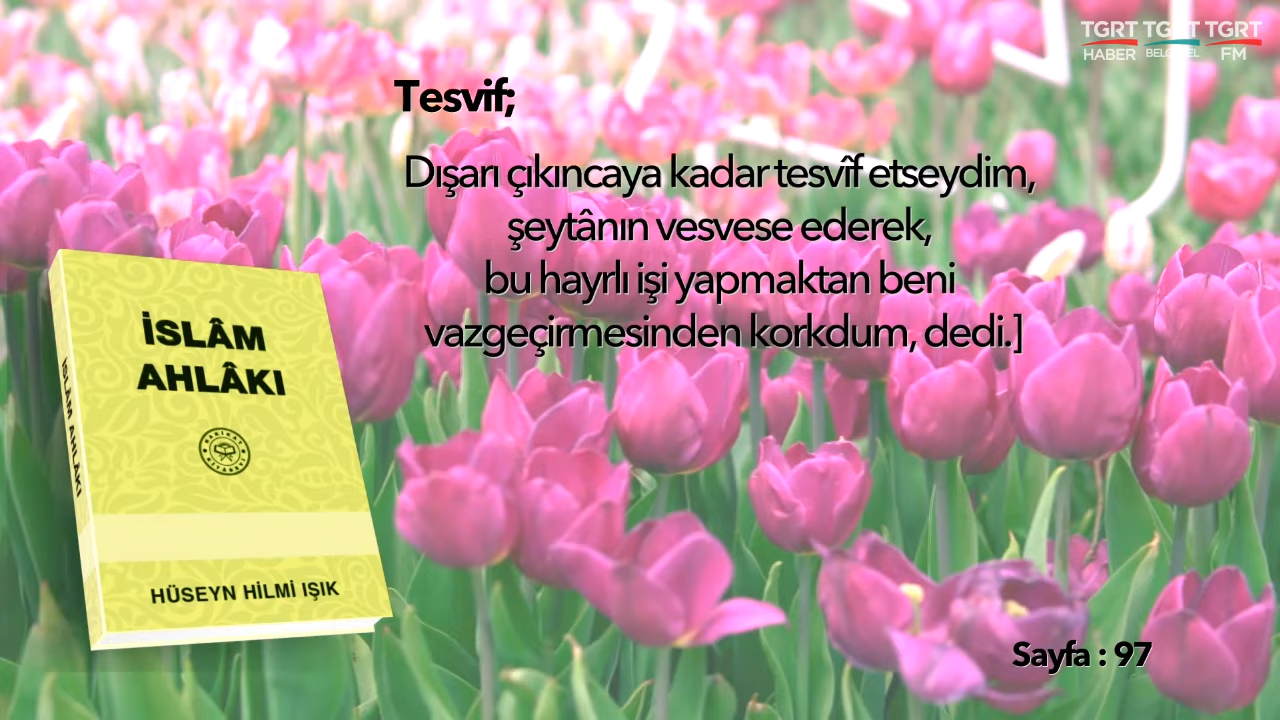 TGRT TGRT TGRT
HABER BELGESEL FM
Tesvif;
Dışarı çıkıncaya kadar tesvîf etseydim,
şeytânın vesvese ederek,
bu hayrlı işi yapmaktan beni
vazgeçirmesinden korkdum, dedi.]
İSLÂM
AHLÂKI
İSLÂM AHLÂKI
HÜSEYN HİLMİ IŞIK
Sayfa : 97